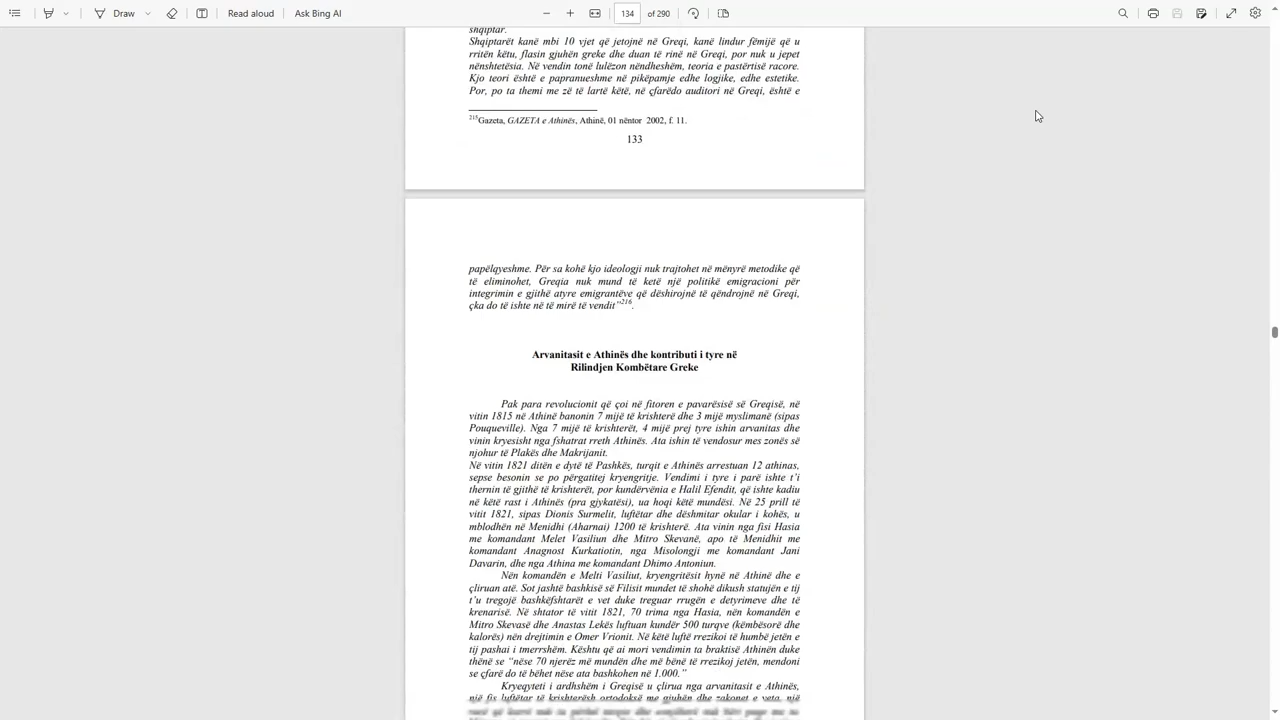 Draw
Read aloud
Ask Bing AI
134 of 290
shqiptar.
Shqiptarët kanë mbi 10 vjet që jetojnë në Greqi, kanë lindur fëmijë që u
rritën këtu, flasin gjuhën greke dhe duan të rinë në Greqi, por nuk u jepet
nënshtetësia. Në vendin tonë lulëzon nëndheshëm, teoria e pastërtisë racore.
Kjo teori është e papranueshme në pikëpamje edhe logjike, edhe estetike.
Por, po ta themi me zë të lartë këtë, në çfarëdo auditori në Greqi, është e
215Gazeta, GAZETA e Athinës, Athinë, 01 nëntor 2002, f. 11.
133
papëlqyeshme. Për sa kohë kjo ideologji nuk trajtohet në mënyrë metodike që
të eliminohet, Greqia nuk mund të ketë një politikë emigracioni për
integrimin e gjithë atyre emigrantëve që dëshirojnë të qëndrojnë në Greqi,
çka do të ishte në të mirë të vendit"216.
Arvanitasit e Athinës dhe kontributi i tyre në
Rilindjen Kombëtare Greke
Pak para revolucionit që çoi në fitoren e pavarësisë së Greqisë, në
vitin 1815 në Athinë banonin 7 mijë të krishterë dhe 3 mijë myslimanë (sipas
Pouqueville). Nga 7 mijë të krishterët, 4 mijë prej tyre ishin arvanitas dhe
vinin kryesisht nga fshatrat rreth Athinës. Ata ishin të vendosur mes zonës së
njohur të Plakës dhe Makrijanit.
Në vitin 1821 ditën e dytë të Pashkës, turqit e Athinës arrestuan 12 athinas,
sepse besonin se po përgatitej kryengritje. Vendimi i tyre i parë ishte t'i
thernin të gjithë të krishterët, por kundërvënia e Halil Efendit, që ishte kadiu
në këtë rast i Athinës (pra gjykatësi), ua hoqi këtë mundësi. Në 25 prill të
vitit 1821, sipas Dionis Surmelit, luftëtar dhe dëshmitar okular i kohës, u
mblodhën në Menidhi (Aharnai) 1200 të krishterë. Ata vinin nga fisi Hasia
me komandant Melet Vasiliun dhe Mitro Skevanë, apo të Menidhit me
komandant Anagnost Kurkatiotin, nga Misolongji me komandant Jani
Davarin, dhe nga Athina me komandant Dhimo Antoniun.
Nën komandën e Melti Vasiliut, kryengritësit hynë në Athinë dhe e
çliruan atë. Sot jashtë bashkisë së Filisit mundet të shohë dikush statujën e tij
t'u tregojë bashkëfshtarët e vet duke treguar rrugën e detyrimeve dhe të
krenarisë. Në shtator të vitit 1821, 70 trima nga Hasia, nën komandën e
Mitro Skevasë dhe Anastas Lekës luftuan kundër 500 turqve (këmbësorë dhe
kalorës) nën drejtimin e Omer Vrionit. Në këtë luftë rrezikoi të humbë jetën e
tij pashai i tmerrshëm. Kështu që ai mori vendimin ta braktisë Athinën duke
thënë se "nëse 70 njerëz më mundën dhe më bënë të rrezikoj jetën, mendoni
se çfarë do të bëhet nëse ata bashkohen në 1.000."
Kryeqyteti i ardhshëm i Greqisë u çlirua nga arvanitasit e Athinës,
një fis luftëtar të krishterësh ortodoksë me gjuhën dhe zakonet e veta, një